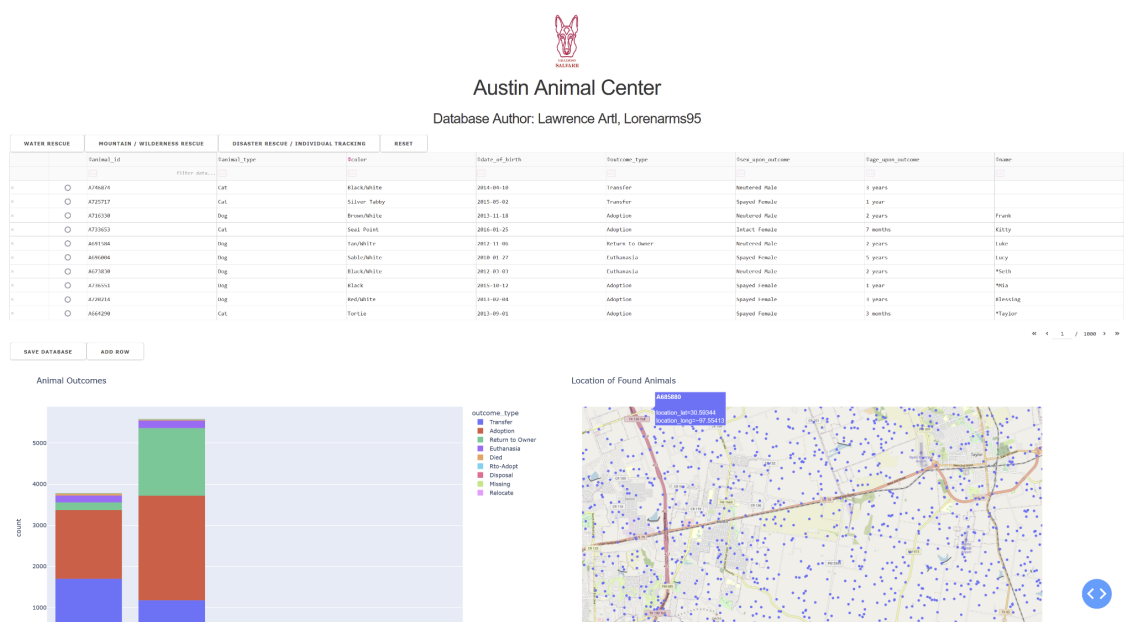 GRAZIOSO
SALVARE
Austin Animal Center
Database Author: Lawrence Artl, Lorenarms95
WATER RESCUE MOUNTAIN / WILDERNESS RESCUE DISASTER RESCUE / INDIVIDUAL TRACKING RESET
animal_id animal_type color date_of_birth outcome_type sex_upon_outcome age_upon_outcome name
filter data...
A746874 Cat Black/White 2014-04-10 Transfer Neutered Male 3 years
A725717 Cat Silver Tabby 2015-05-02 Transfer Spayed Female 1 year
A716330 Dog Brown/White 2013-11-18 Adoption Neutered Male 2 years Frank
A733653 Cat Seal Point 2016-01-25 Adoption Intact Female 7 months Kitty
A691584 Dog Tan/White 2012-11-06 Return to Owner Neutered Male 2 years Luke
A696004 Dog Sable/White 2010-01-27 Euthanasia Spayed Female 5 years Lucy
A673830 Dog Black/White 2012-03-03 Euthanasia Neutered Male 2 years *Seth
A736551 Dog Black 2015-10-12 Adoption Spayed Female 1 year *Mia
A720214 Dog Red/White 2013-02-04 Adoption Spayed Female 3 years Blessing
A664290 Cat Tortie 2013-09-01 Adoption Spayed Female 3 months *Taylor
1 / 1000
SAVE DATABASE ADD ROW
Animal Outcomes
Location of Found Animals
A685880
location_lat=30.59344
location_long=-97.55413
outcome_type
Transfer
Adoption
Return to Owner
Euthanasia
Died
Rto-Adopt
Disposal
Missing
Relocate
5000
4000
3000
2000
1000
count
Taylor